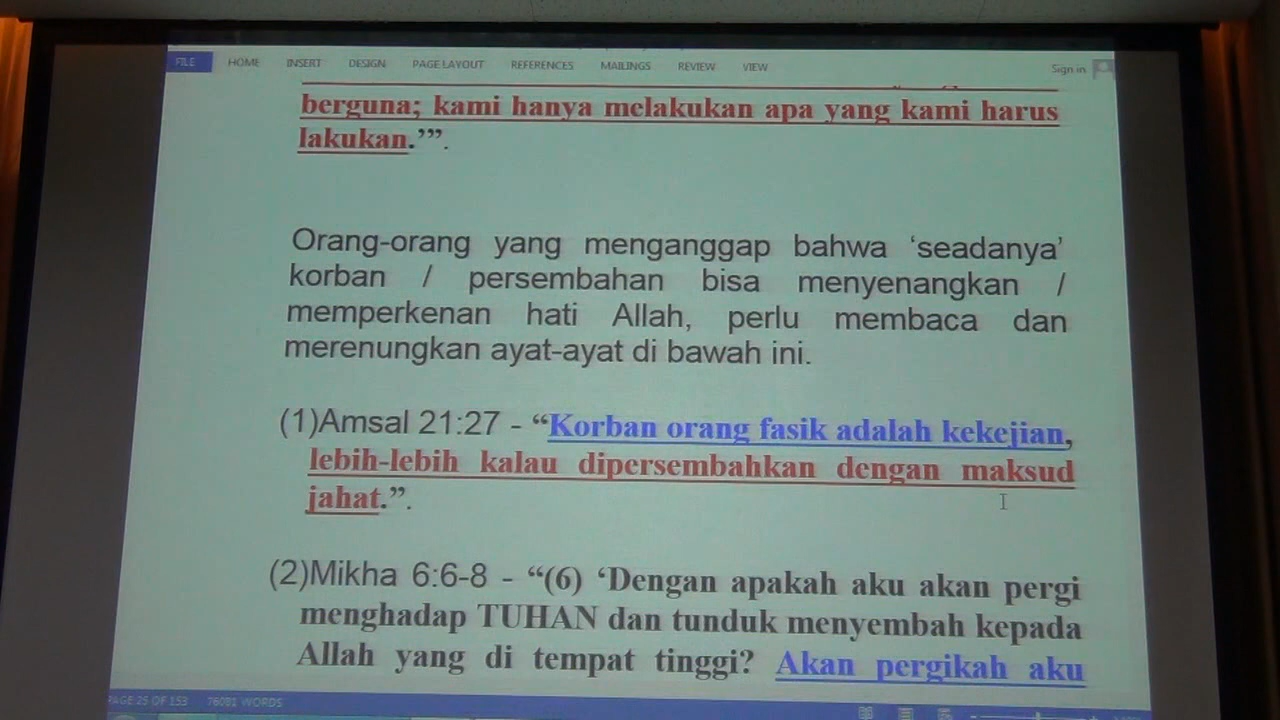 FILE HOME INSERT DESIGN PAGE LAYOUT REFERENCES MAILINGS REVIEW VIEW Sign in
berguna; kami hanya melakukan apa yang kami harus
lakukan.’”.
Orang-orang yang menganggap bahwa ‘seadanya’
korban / persembahan bisa menyenangkan /
memperkenan hati Allah, perlu membaca dan
merenungkan ayat-ayat di bawah ini.
(1)Amsal 21:27 - “Korban orang fasik adalah kekejian,
lebih-lebih kalau dipersembahkan dengan maksud
jahat.”.
(2)Mikha 6:6-8 - “(6) ‘Dengan apakah aku akan pergi
menghadap TUHAN dan tunduk menyembah kepada
Allah yang di tempat tinggi? Akan pergikah aku
PAGE 25 OF 153 76081 WORDS